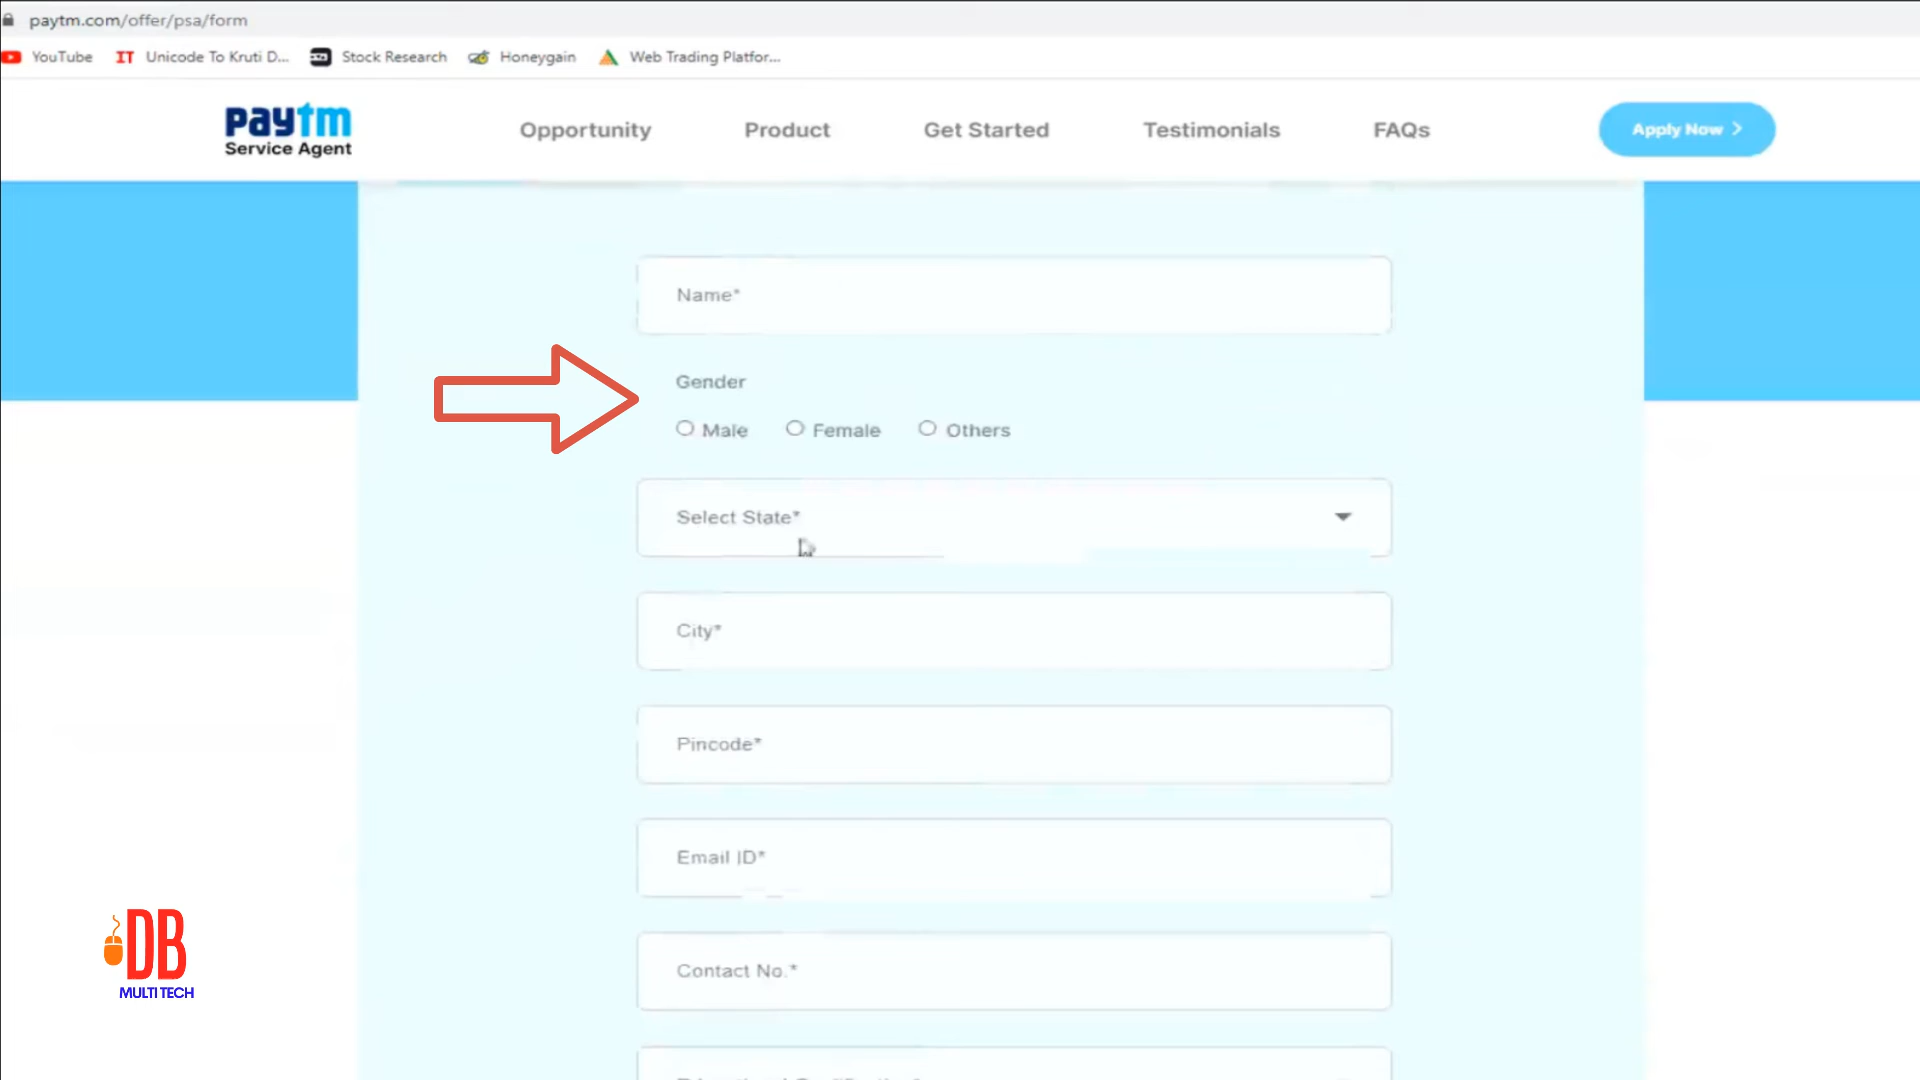 paytm.com/offer/psa/form
YouTube
Unicode To Kruti D...
Stock Research
Honeygain
Web Trading Platfor...
paytm
Service Agent
Opportunity
Product
Get Started
Testimonials
FAQs
Apply Now
Name*
Gender
Male
Female
Others
Select State*
City*
Pincode*
Email ID*
Contact No.*
DB
MULTI TECH